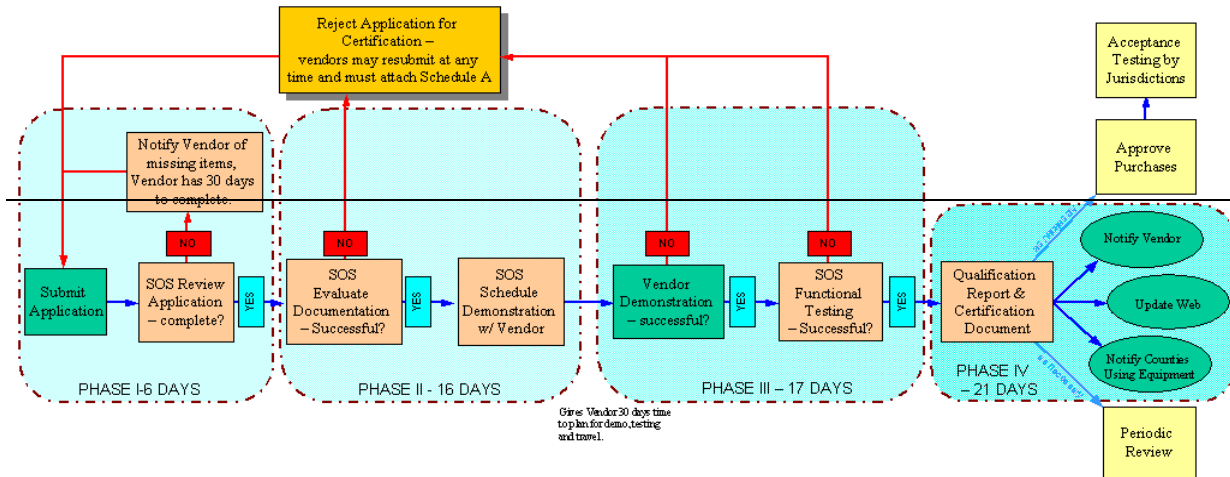 Reject Application for
Certification –
vendors may resubmit at any
time and must attach Schedule A
Acceptance
Testing by
Jurisdictions
Notify Vendor of
missing items,
Vendor has 30 days
to complete.
Approve
Purchases
NO
NO
NO
NO
Submit
Application
SOS Review
Application
– complete?
YES
SOS
Evaluate
Documentation
– Successful?
YES
SOS
Schedule
Demonstration
w/ Vendor
Vendor
Demonstration
– successful?
YES
SOS
Functional
Testing
– Successful?
YES
Qualification
Report &
Certification
Document
Notify Vendor
Update Web
Notify Counties
Using Equipment
PHASE I-6 DAYS
PHASE II - 16 DAYS
PHASE III – 17 DAYS
PHASE IV
– 21 DAYS
Gives Vendor 30 days time
to plan for demo, testing
and travel.
Periodic
Review